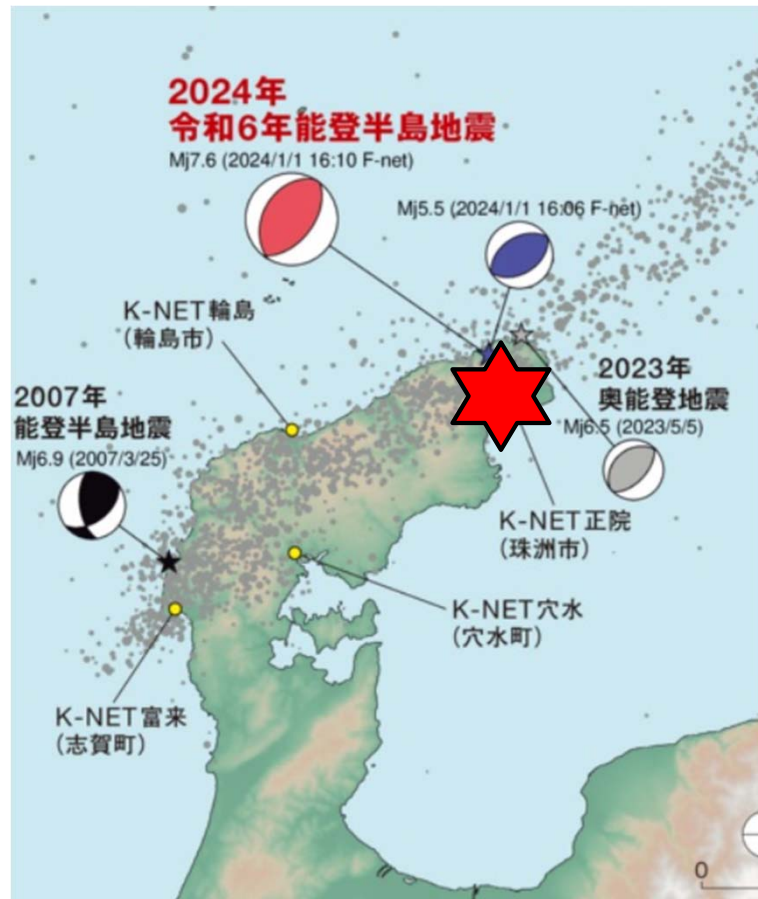 2024年
令和6年能登半島地震
Mj7.6 (2024/1/1 16:10 F-net)
Mj5.5 (2024/1/1 16:06 F-net)
K-NET輪島
(輪島市)
2007年
能登半島地震
Mj6.9 (2007/3/25)
2023年
奥能登地震
Mj6.5 (2023/5/5)
K-NET正院
(珠洲市)
K-NET穴水
(穴水町)
K-NET富来
(志賀町)
0